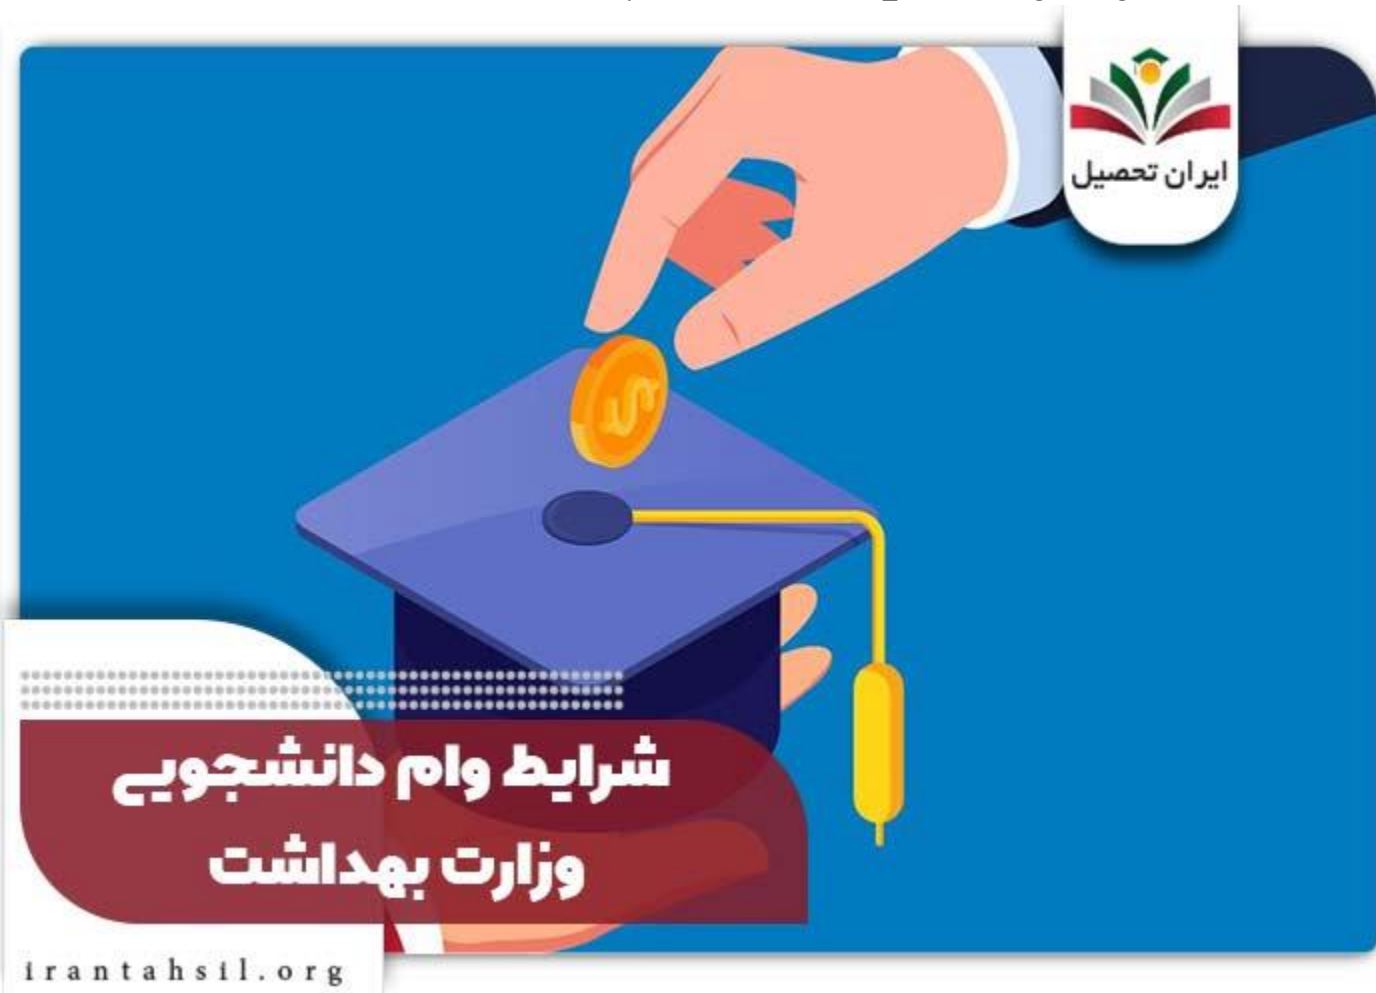 ایران تحصیل
شرایط وام دانشجویی
وزارت بهداشت
irantahsil.org